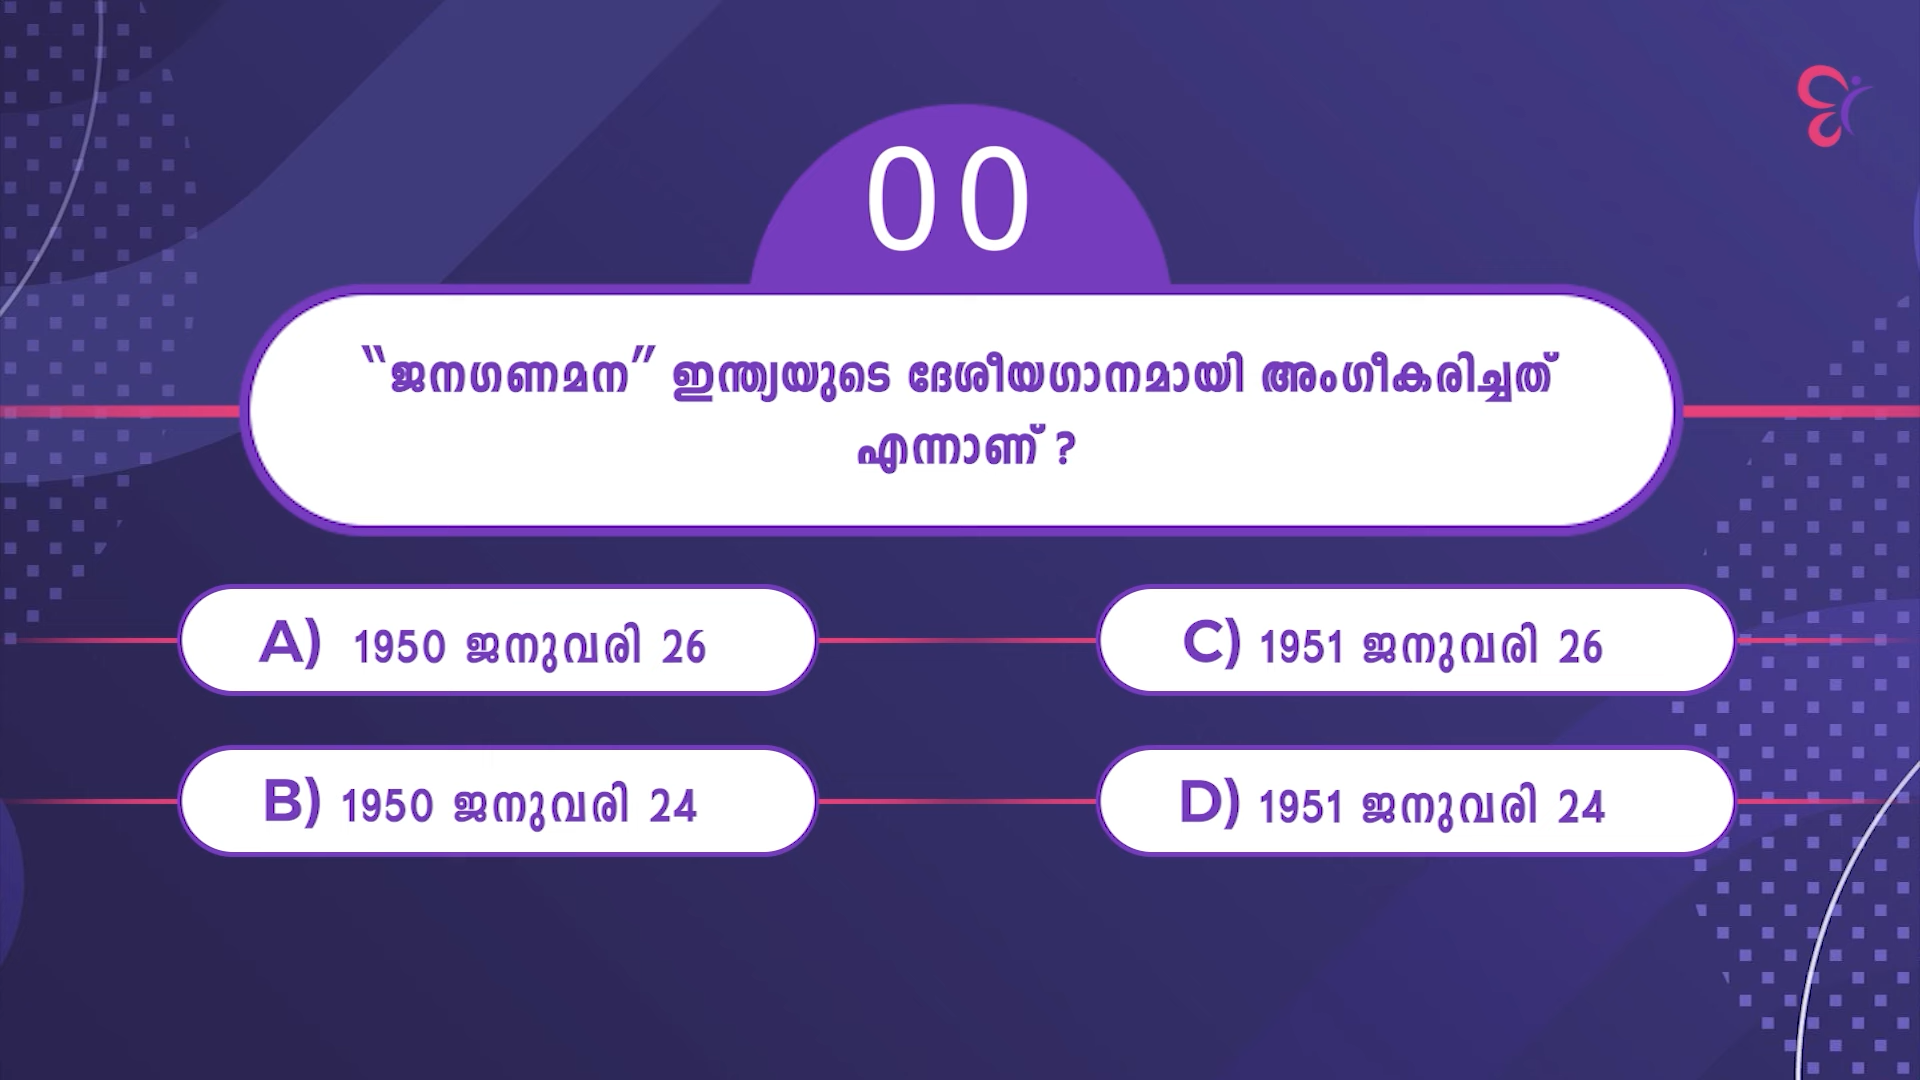 00
“ജനഗണമന” ഇന്ത്യയുടെ ദേശീയഗാനമായി അംഗീകരിച്ചത്
എന്നാണ് ?
A) 1950 ജനുവരി 26
C) 1951 ജനുവരി 26
B) 1950 ജനുവരി 24
D) 1951 ജനുവരി 24